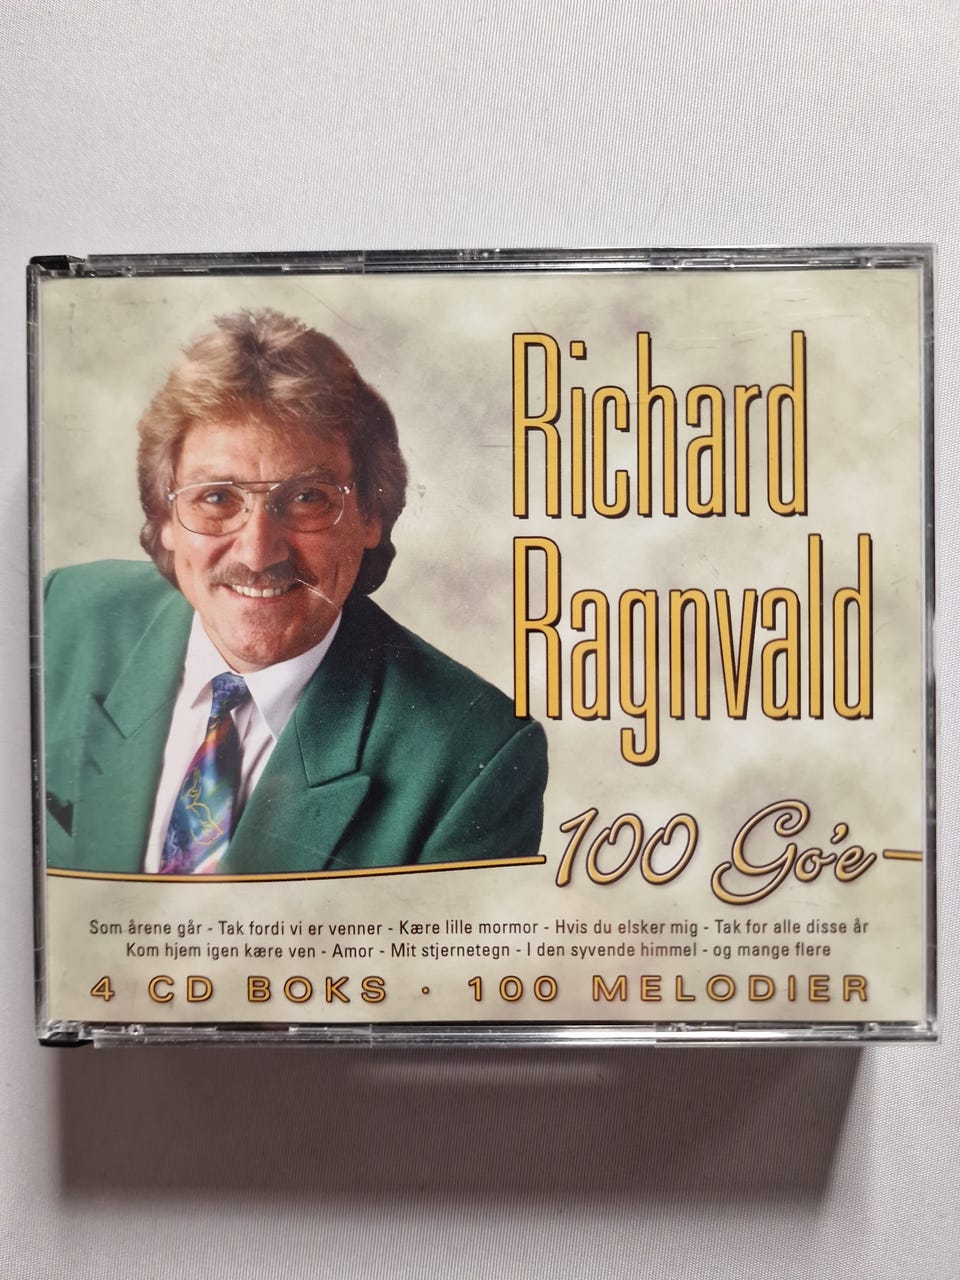 Richard
Ragnvald
100 Go'e
Som årene går - Tak fordi vi er venner - Kære lille mormor - Hvis du elsker mig - Tak for alle disse år
Kom hjem igen kære ven - Amor - Mit stjernetegn - I den syvende himmel - og mange flere
4 CD BOKS · 100 MELODIER